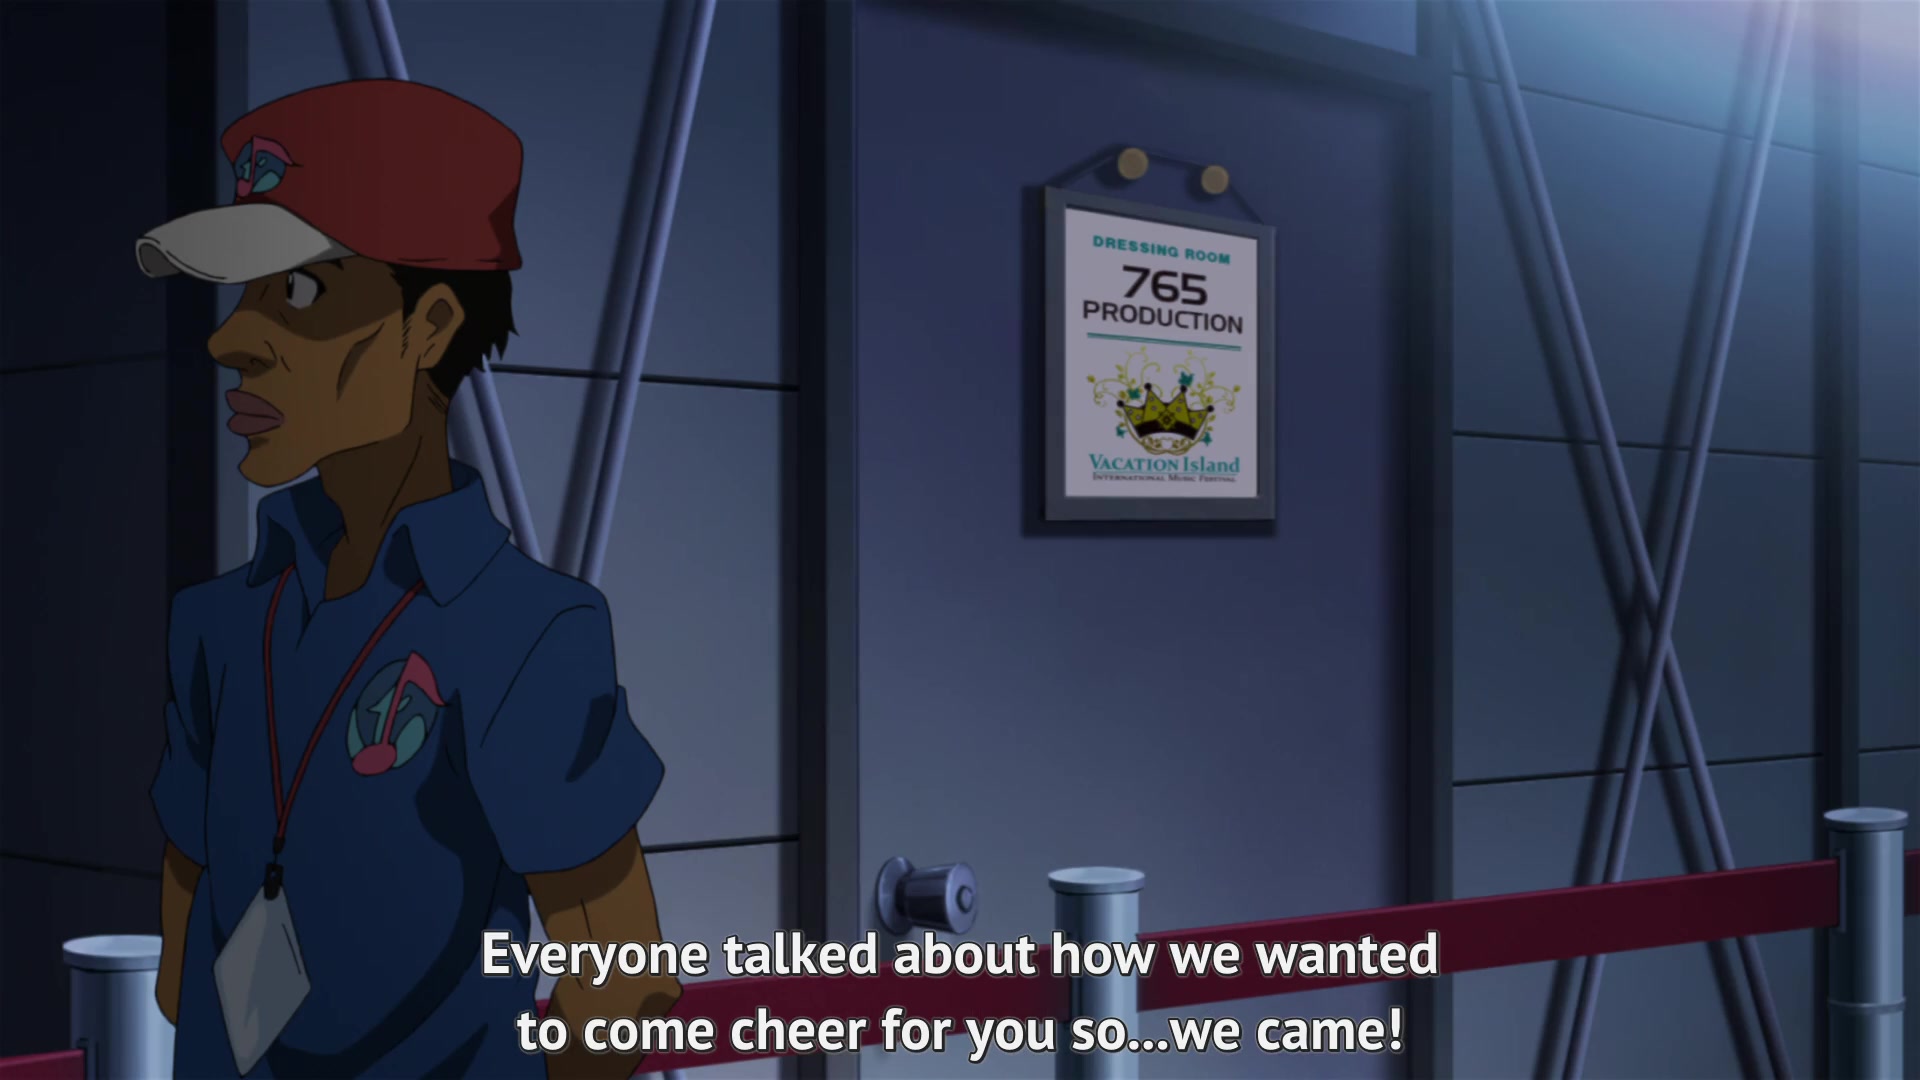 DRESSING ROOM
765
PRODUCTION
VACATION Island
INTERNATIONAL MUSIC FESTIVAL
Everyone talked about how we wanted
to come cheer for you so...we came!